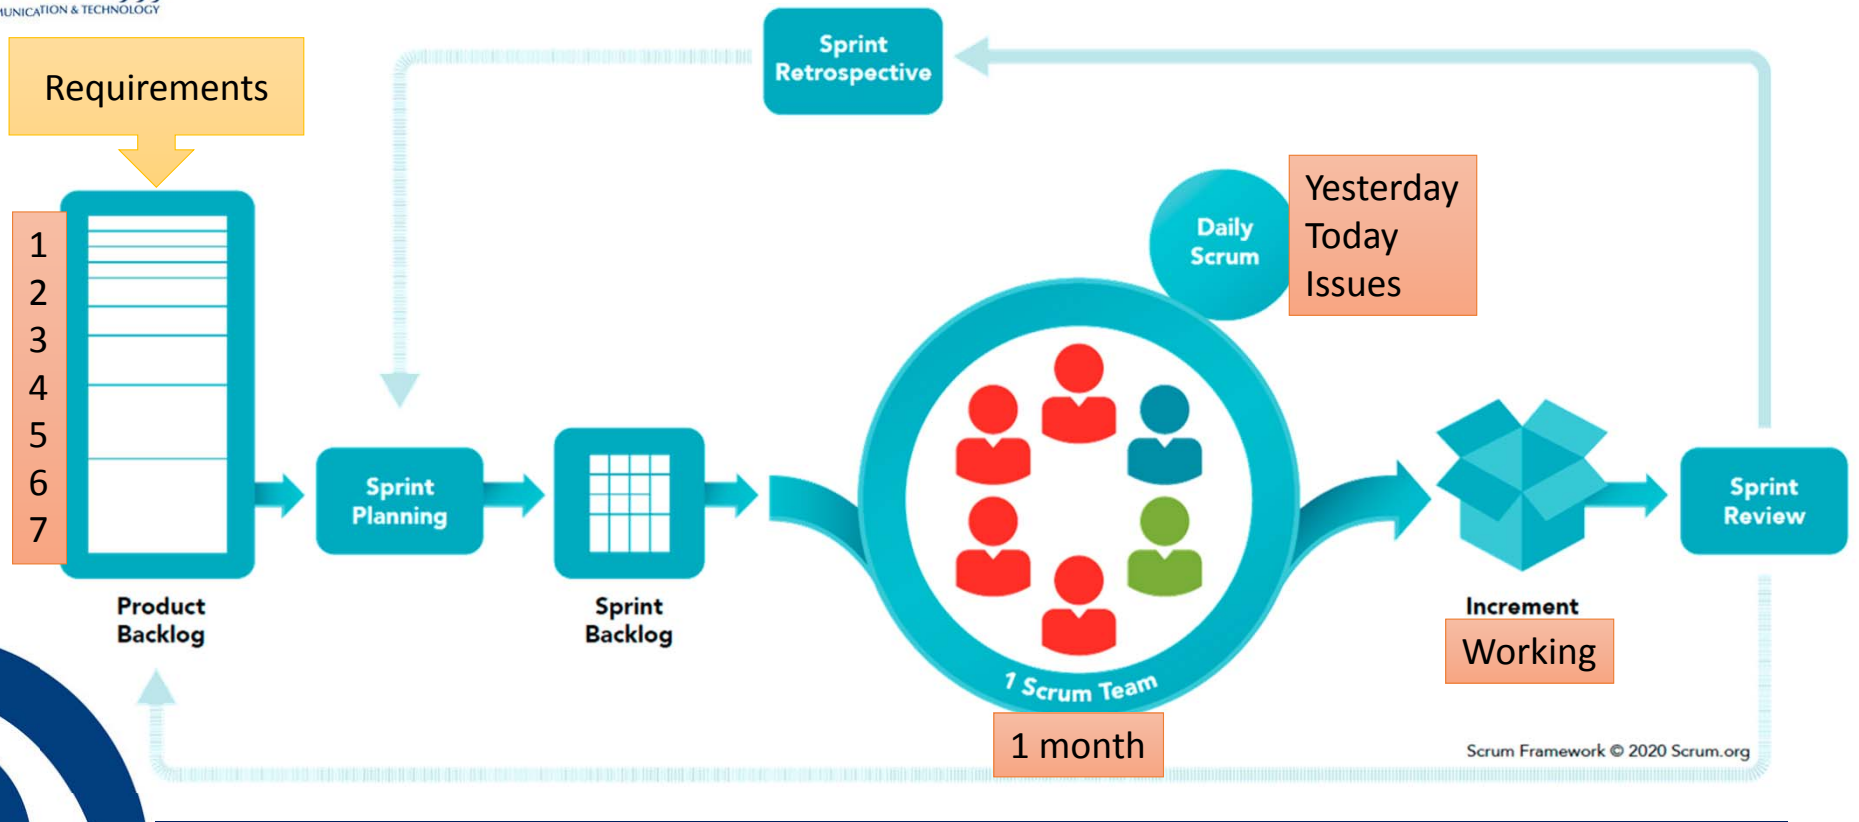 & TECHNOLOGY
Requirements
Sprint
Retrospective
Daily
Scrum
Yesterday
Today
Issues
1
2
3
4
5
6
7
Sprint
Planning
Sprint
Review
Product
Backlog
Sprint
Backlog
1 Scrum Team
1 month
Increment
Working
Scrum Framework © 2020 Scrum.org